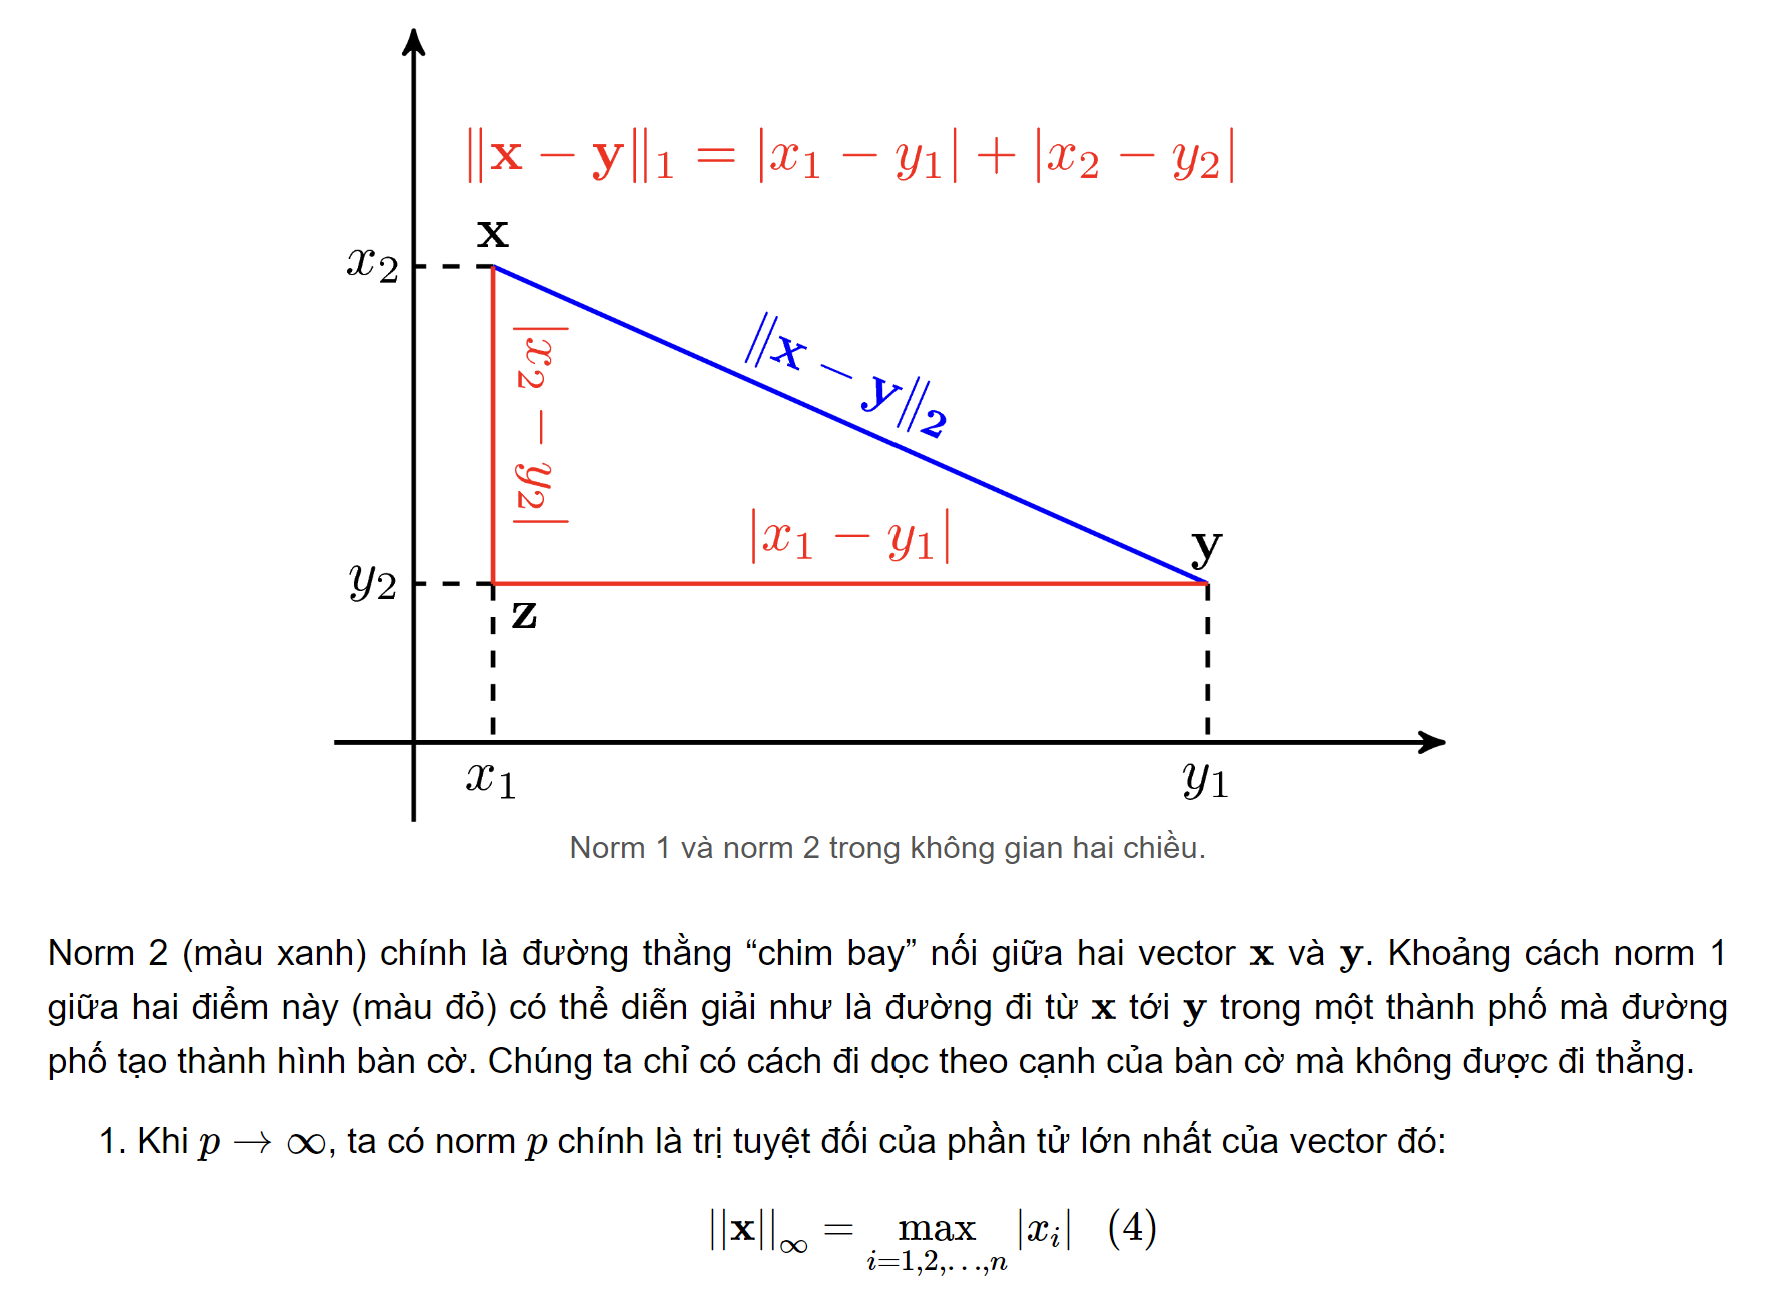 ‖x − y‖₁ = |x₁ − y₁| + |x₂ − y₂|
x
x₂
|x₂ − y₂|
‖x − y‖₂
|x₁ − y₁|
y
y₂
z
x₁
y₁
Norm 1 và norm 2 trong không gian hai chiều.
Norm 2 (màu xanh) chính là đường thằng “chim bay” nối giữa hai vector x và y. Khoảng cách norm 1
giữa hai điểm này (màu đỏ) có thể diễn giải như là đường đi từ x tới y trong một thành phố mà đường
phố tạo thành hình bàn cờ. Chúng ta chỉ có cách đi dọc theo cạnh của bàn cờ mà không được đi thẳng.
1. Khi p → ∞, ta có norm p chính là trị tuyệt đối của phần tử lớn nhất của vector đó:
||x||∞ = max |xᵢ| (4)
i=1,2,…,n